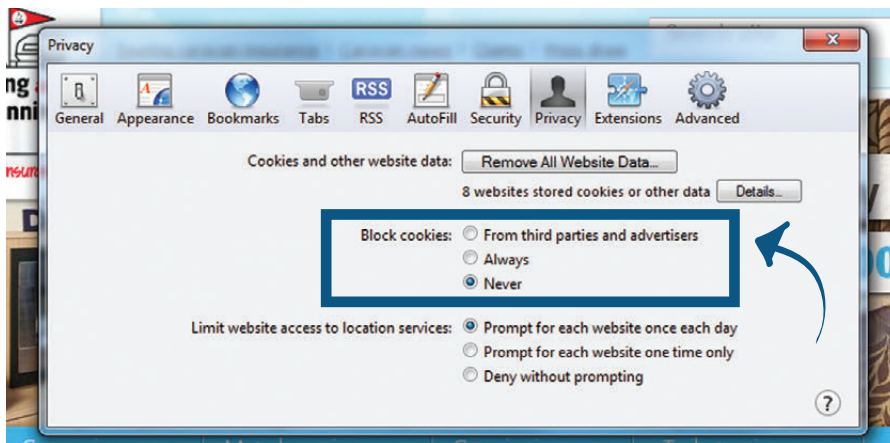 Privacy
RSS
General Appearance Bookmarks Tabs RSS AutoFill Security Privacy Extensions Advanced
Cookies and other website data: Remove All Website Data...
8 websites stored cookies or other data Details...
Block cookies: From third parties and advertisers
Always
Never
Limit website access to location services: Prompt for each website once each day
Prompt for each website one time only
Deny without prompting
?